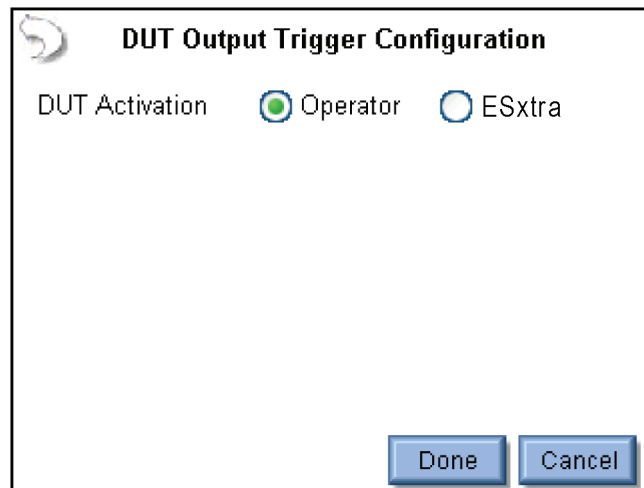 DUT Output Trigger Configuration
DUT Activation Operator ESxtra
Done Cancel